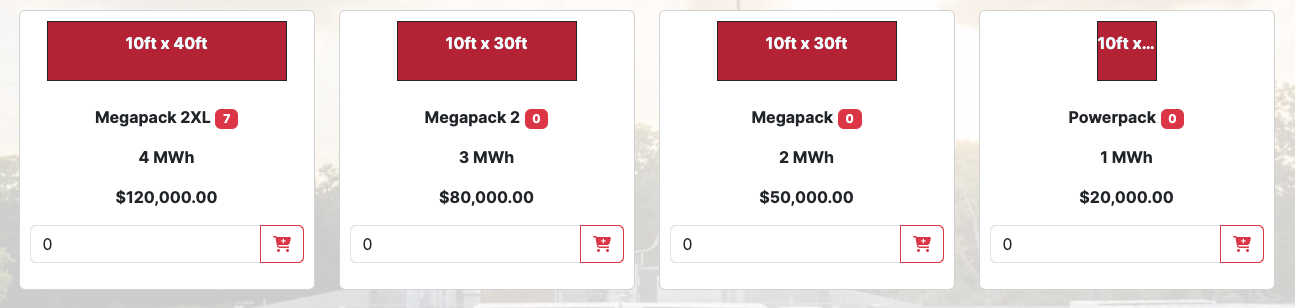 10ft x 40ft
Megapack 2XL 7
4 MWh
$120,000.00
0
10ft x 30ft
Megapack 2 0
3 MWh
$80,000.00
0
10ft x 30ft
Megapack 0
2 MWh
$50,000.00
0
10ft x...
Powerpack 0
1 MWh
$20,000.00
0